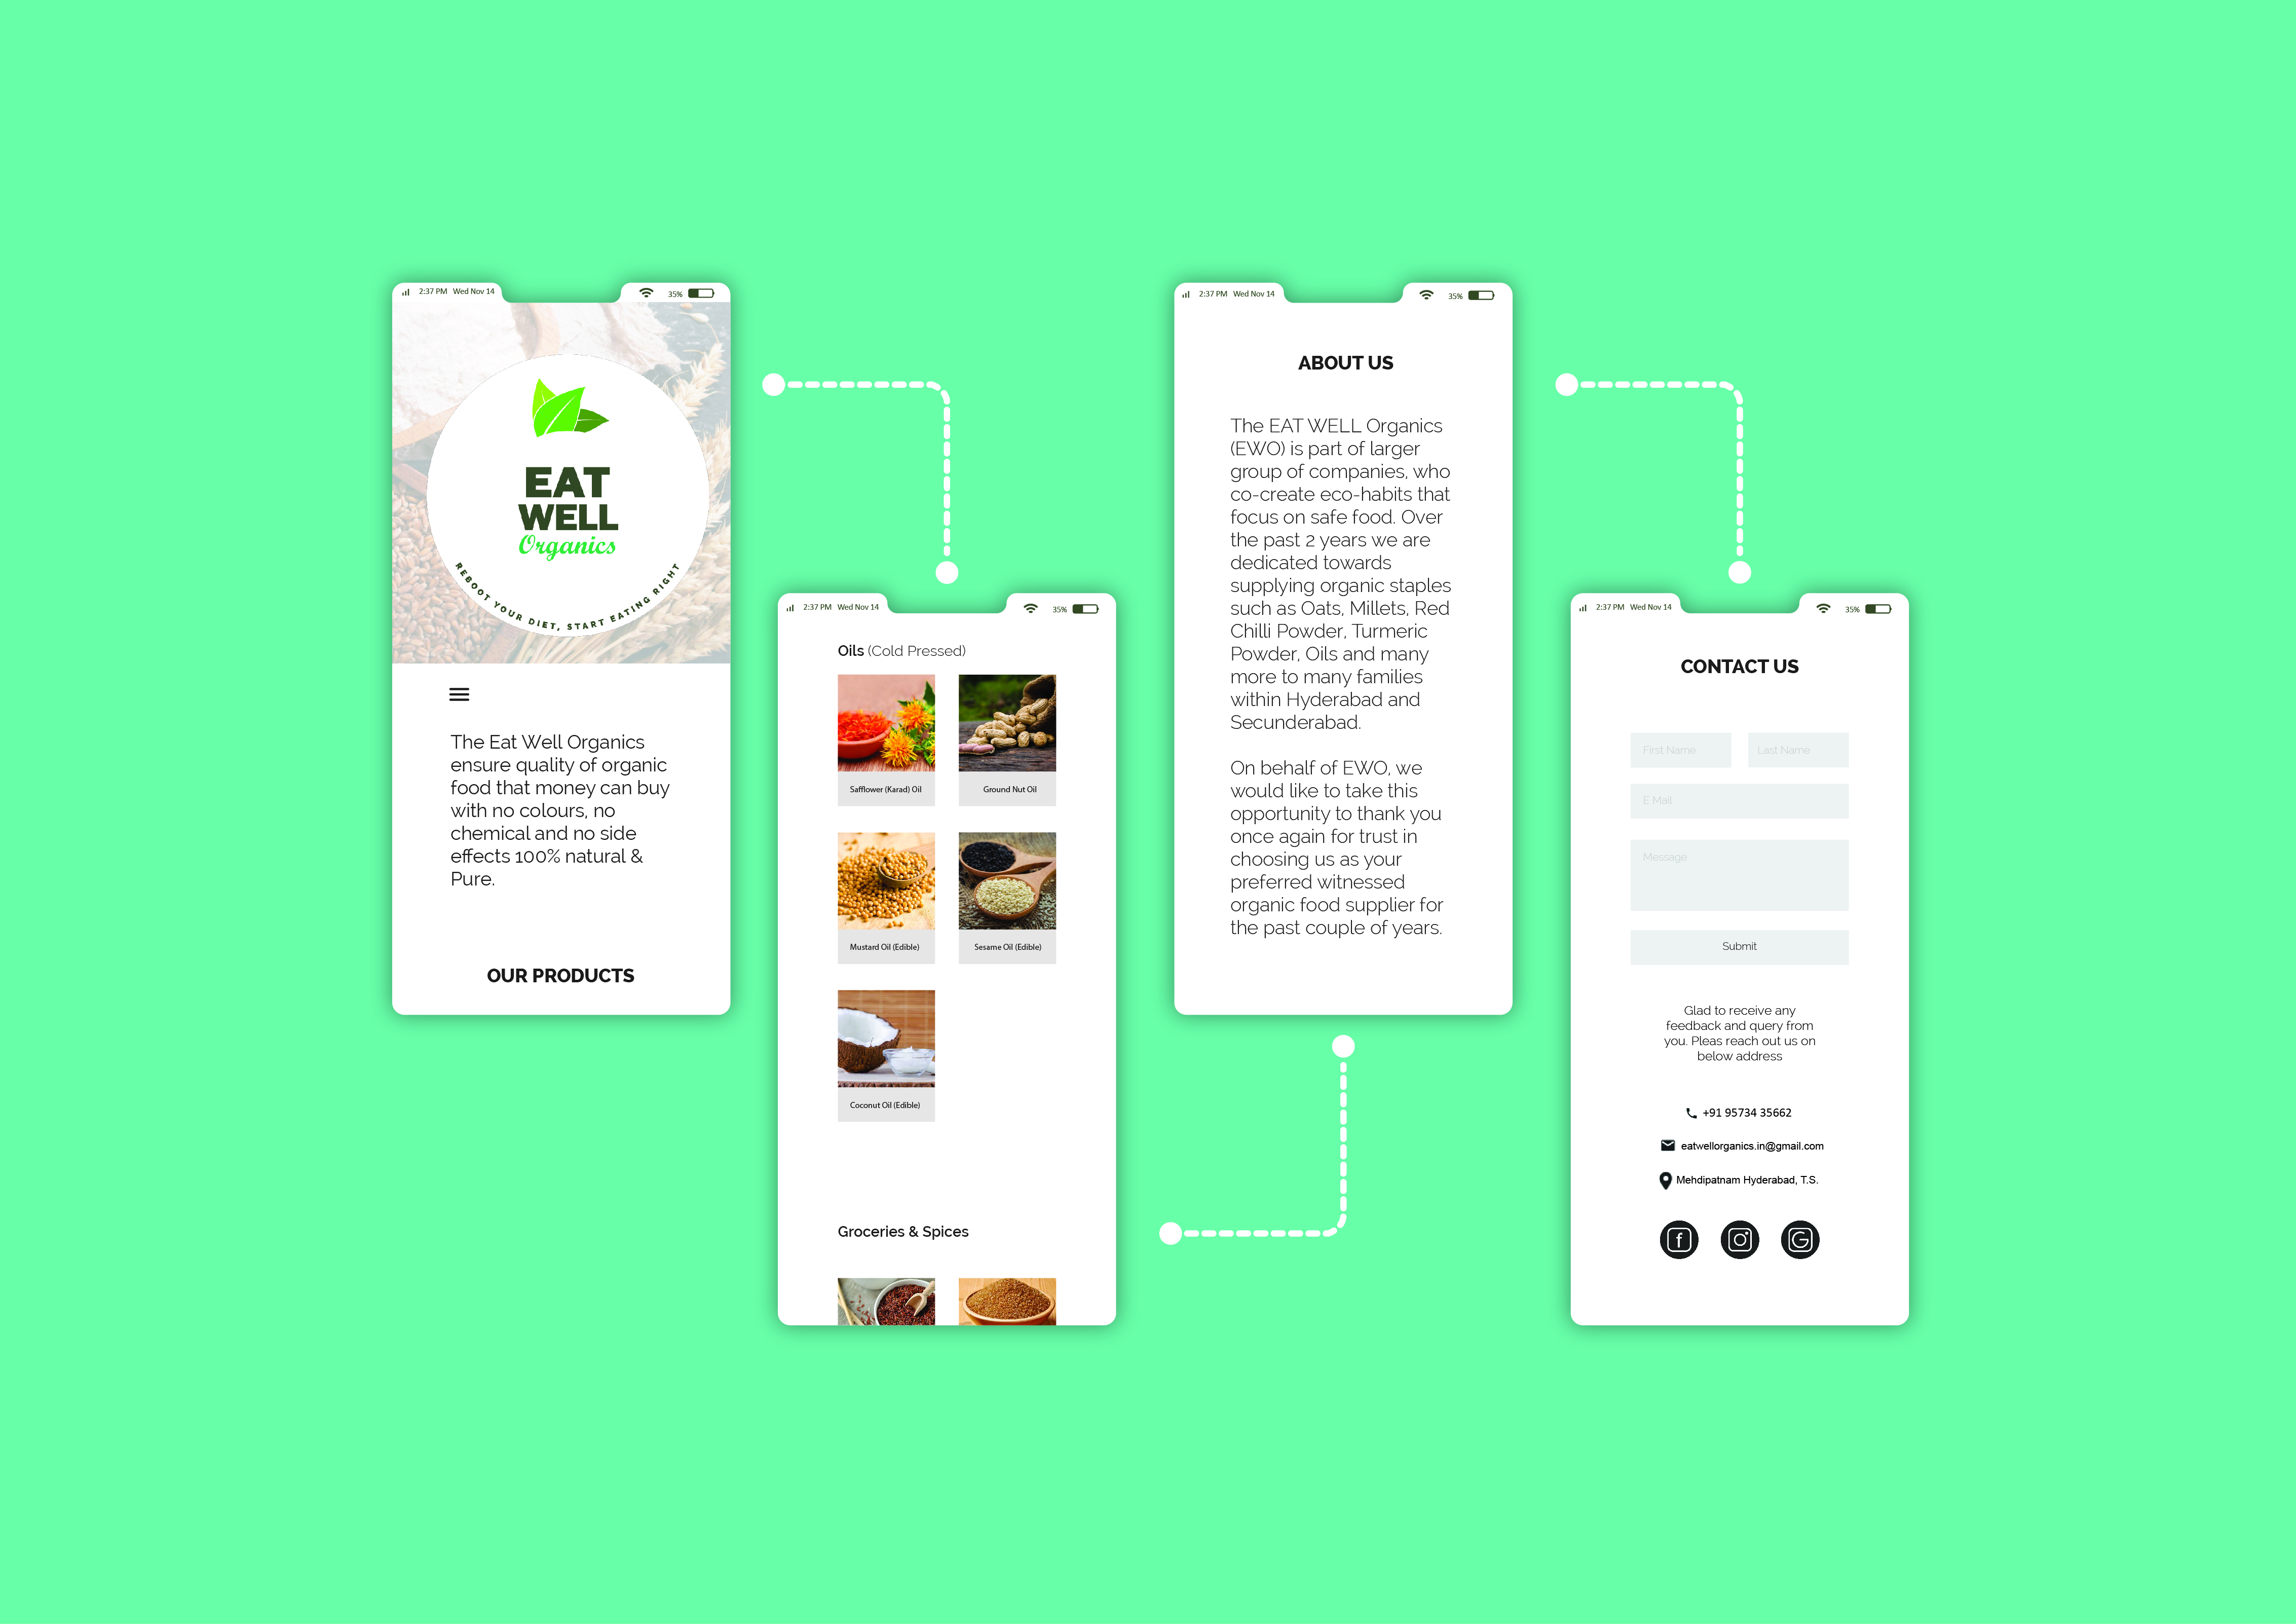 2:37 PM Wed Nov 14
35%
EAT
WELL
Organics
REBOOT YOUR DIET, START EATING RIGHT
The Eat Well Organics
ensure quality of organic
food that money can buy
with no colours, no
chemical and no side
effects 100% natural &
Pure.
OUR PRODUCTS
2:37 PM Wed Nov 14
35%
Oils (Cold Pressed)
Safflower (Karad) Oil
Ground Nut Oil
Mustard Oil (Edible)
Sesame Oil (Edible)
Coconut Oil (Edible)
Groceries & Spices
2:37 PM Wed Nov 14
35%
ABOUT US
The EAT WELL Organics
(EWO) is part of larger
group of companies, who
co-create eco-habits that
focus on safe food. Over
the past 2 years we are
dedicated towards
supplying organic staples
such as Oats, Millets, Red
Chilli Powder, Turmeric
Powder, Oils and many
more to many families
within Hyderabad and
Secunderabad.
On behalf of EWO, we
would like to take this
opportunity to thank you
once again for trust in
choosing us as your
preferred witnessed
organic food supplier for
the past couple of years.
2:37 PM Wed Nov 14
35%
CONTACT US
First Name
Last Name
E Mail
Message
Submit
Glad to receive any
feedback and query from
you. Pleas reach out us on
below address
+91 95734 35662
eatwellorganics.in@gmail.com
Mehdipatnam Hyderabad, T.S.